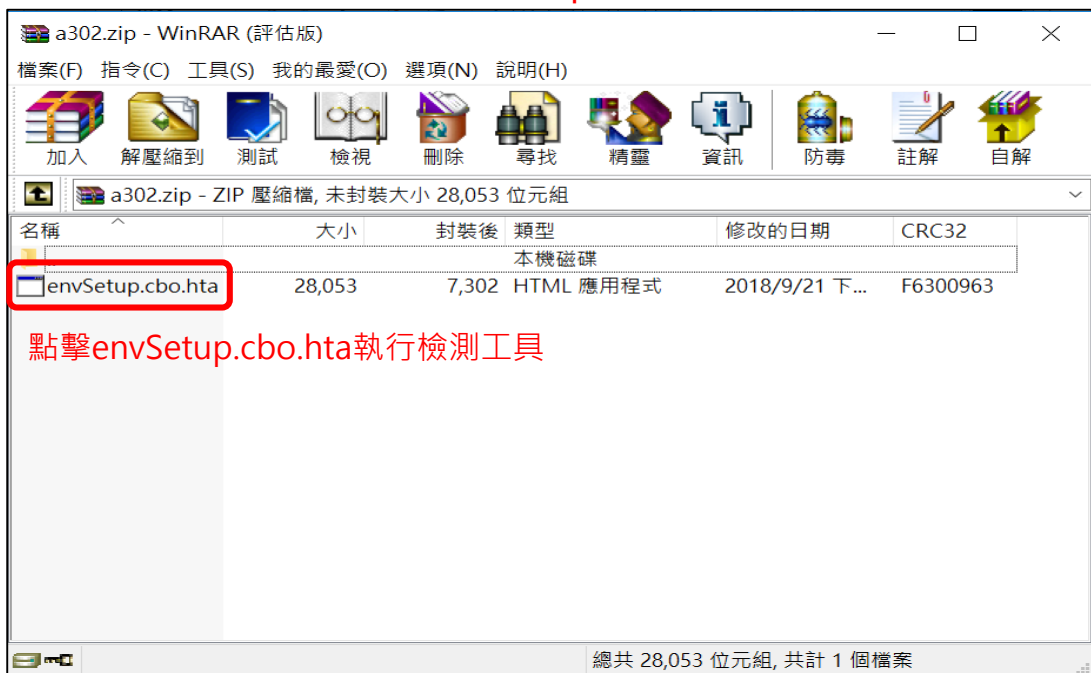 a302.zip - WinRAR (評估版)
檔案(F) 指令(C) 工具(S) 我的最愛(O) 選項(N) 說明(H)
加入 解壓縮到 測試 檢視 刪除 尋找 精靈 資訊 防毒 註解 自解
a302.zip - ZIP 壓縮檔, 未封裝大小 28,053 位元組
名稱 大小 封裝後 類型 修改的日期 CRC32
.. 本機磁碟
envSetup.cbo.hta 28,053 7,302 HTML 應用程式 2018/9/21 下... F6300963
點擊envSetup.cbo.hta執行檢測工具
總共 28,053 位元組, 共計 1 個檔案